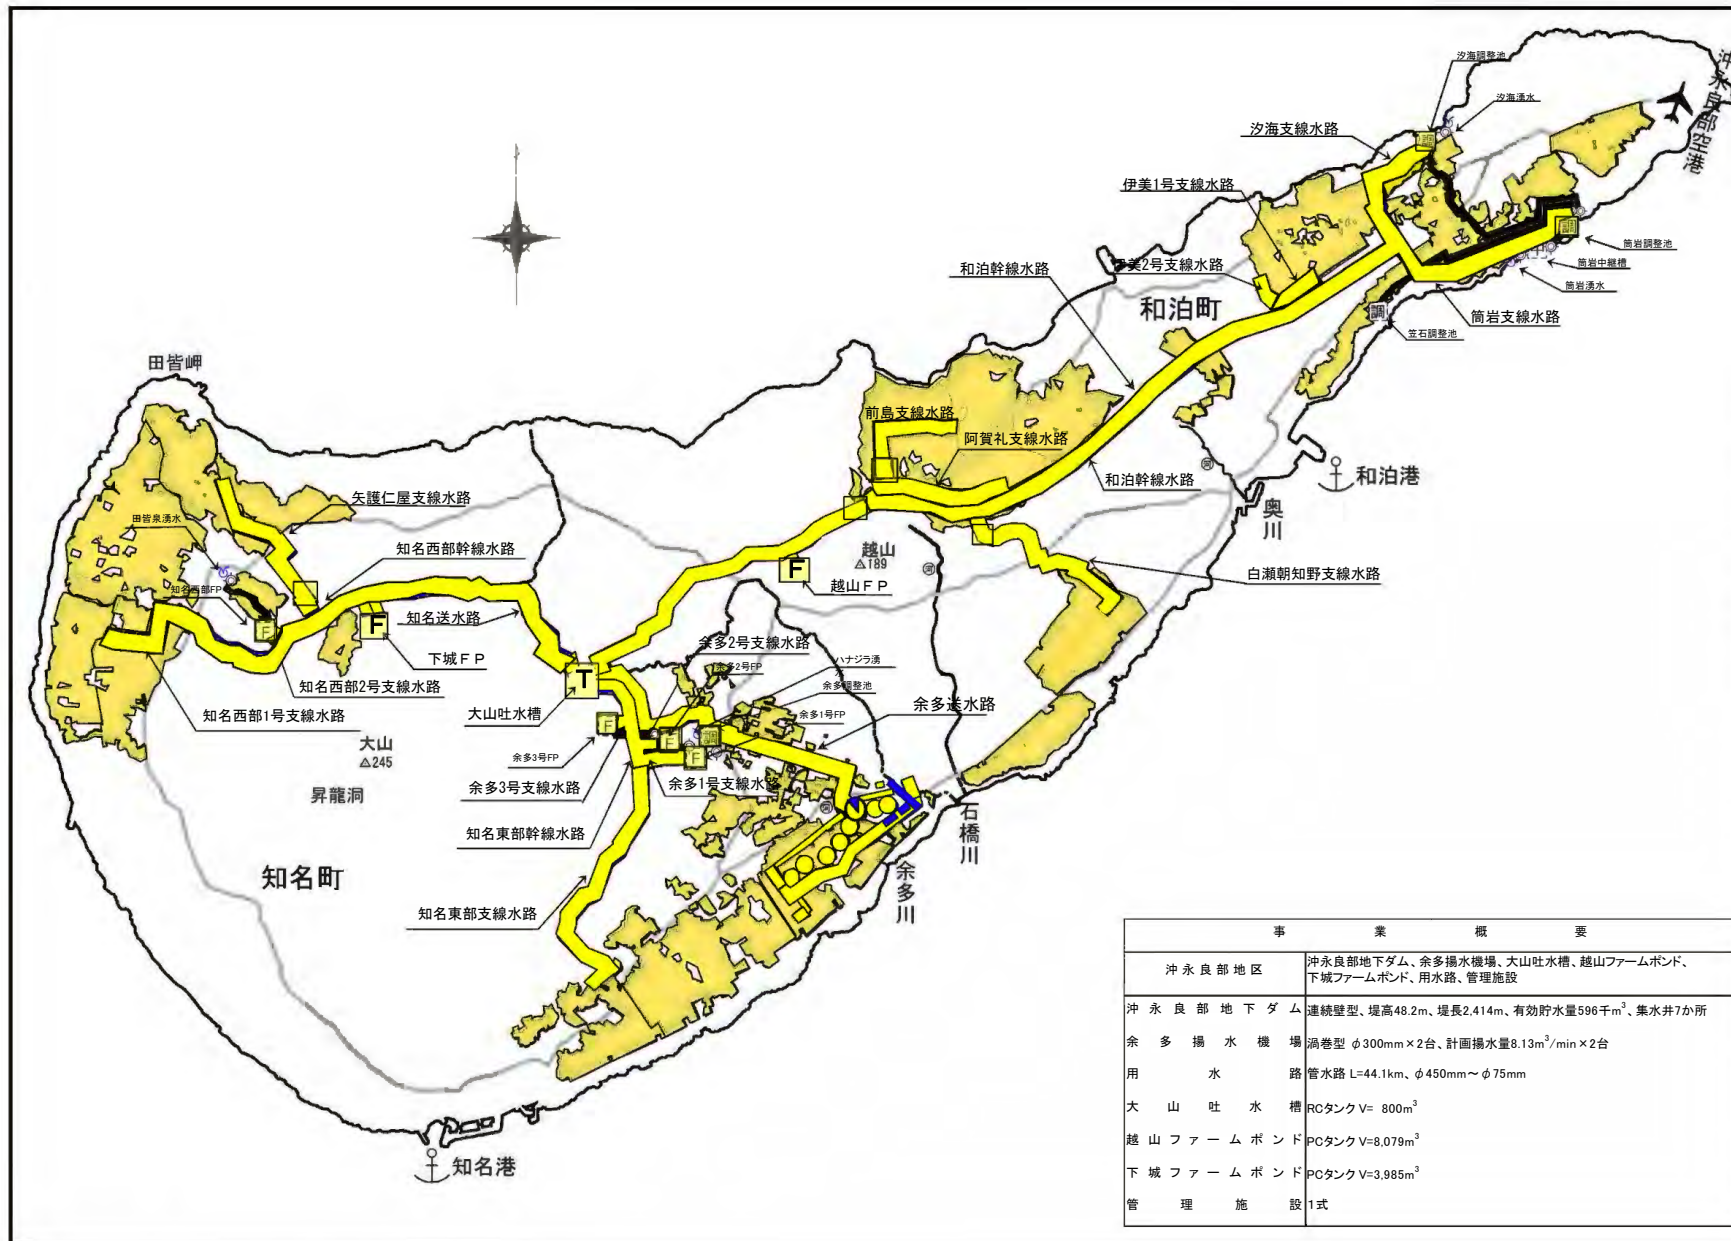 汐海調整池
沖永良部空港
汐海湧水
汐海支線水路
伊美1号支線水路
筒岩調整池
和泊幹線水路
伊美2号支線水路
筒岩中継槽
筒岩湧水
和泊町
筒岩支線水路
調
調
調
笠石調整池
田皆岬
前島支線水路
阿賀礼支線水路
和泊幹線水路
和泊港
矢護仁屋支線水路
奥川
田皆泉湧水
知名西部幹線水路
越山
△189
白瀬朝知野支線水路
知名西部FP
F
越山FP
知名送水路
F
F
下城FP
余多2号支線水路
ハナジラ湧水
余多2号FP
知名西部2号支線水路
T
余多調整池
余多送水路
知名西部1号支線水路
大山吐水槽
余多1号FP
F
F
調
F
大山
△245
余多3号FP
昇龍洞
余多3号支線水路
余多1号支線水路
石橋川
知名東部幹線水路
知名町
余多川
知名東部支線水路
知名港
事業概要
沖永良部地区 沖永良部地下ダム、余多揚水機場、大山吐水槽、越山ファームポンド、
下城ファームポンド、用水路、管理施設
沖永良部地下ダム 連続壁型、堤高48.2m、堤長2,414m、有効貯水量596千m³、集水井7か所
余多揚水機場 渦巻型 φ300mm×2台、計画揚水量8.13m³/min×2台
用水路 管水路 L=44.1km、φ450mm～φ75mm
大山吐水槽 RCタンク V= 800m³
越山ファームポンド PCタンク V=8,079m³
下城ファームポンド PCタンク V=3,985m³
管理施設 1式